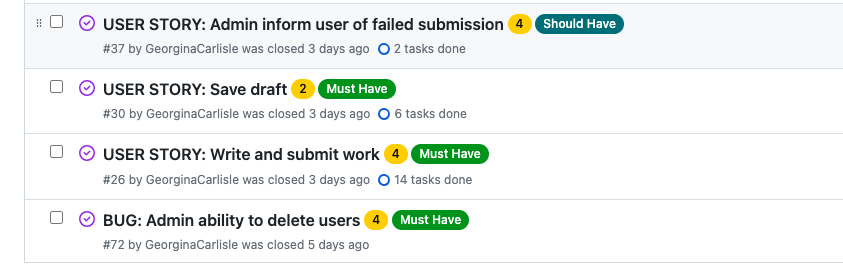 USER STORY: Admin inform user of failed submission 4 Should Have
#37 by GeorginaCarlisle was closed 3 days ago 2 tasks done
USER STORY: Save draft 2 Must Have
#30 by GeorginaCarlisle was closed 3 days ago 6 tasks done
USER STORY: Write and submit work 4 Must Have
#26 by GeorginaCarlisle was closed 3 days ago 14 tasks done
BUG: Admin ability to delete users 4 Must Have
#72 by GeorginaCarlisle was closed 5 days ago